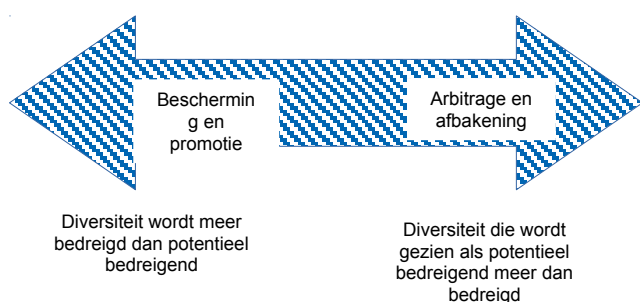 Beschermin
g en
promotie
Arbitrage en
afbakening
Diversiteit wordt meer
bedreigd dan potentieel
bedreigend
Diversiteit die wordt
gezien als potentieel
bedreigend meer dan
bedreigd